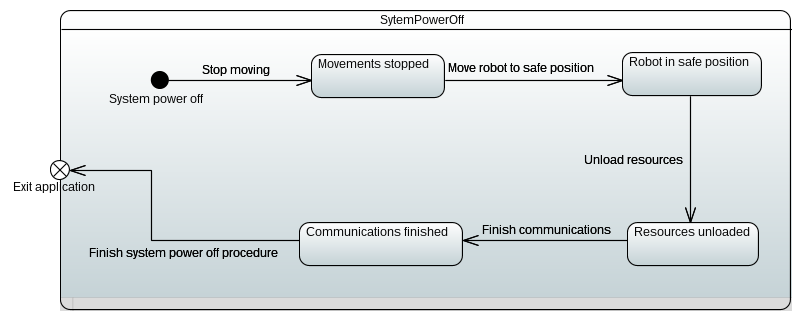 SytemPowerOff
Stop moving
Movements stopped
Move robot to safe position
Robot in safe position
System power off
Unload resources
Exit application
Communications finished
Finish communications
Resources unloaded
Finish system power off procedure